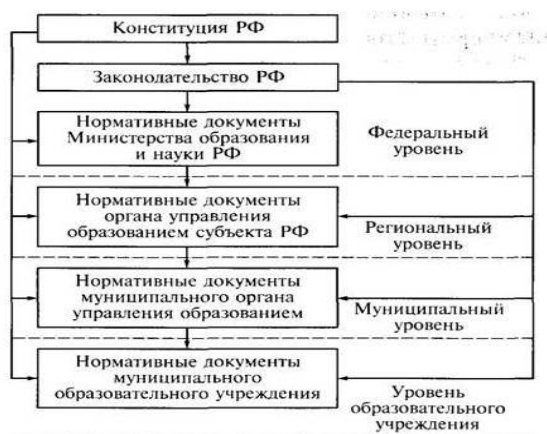 Конституция РФ
Законодательство РФ
Нормативные документы
Министерства образования
и науки РФ
Федеральный
уровень
Нормативные документы
органа управления
образованием субъекта РФ
Региональный
уровень
Нормативные документы
муниципального органа
управления образованием
Муниципальный
уровень
Нормативные документы
муниципального
образовательного учреждения
Уровень
образовательного
учреждения